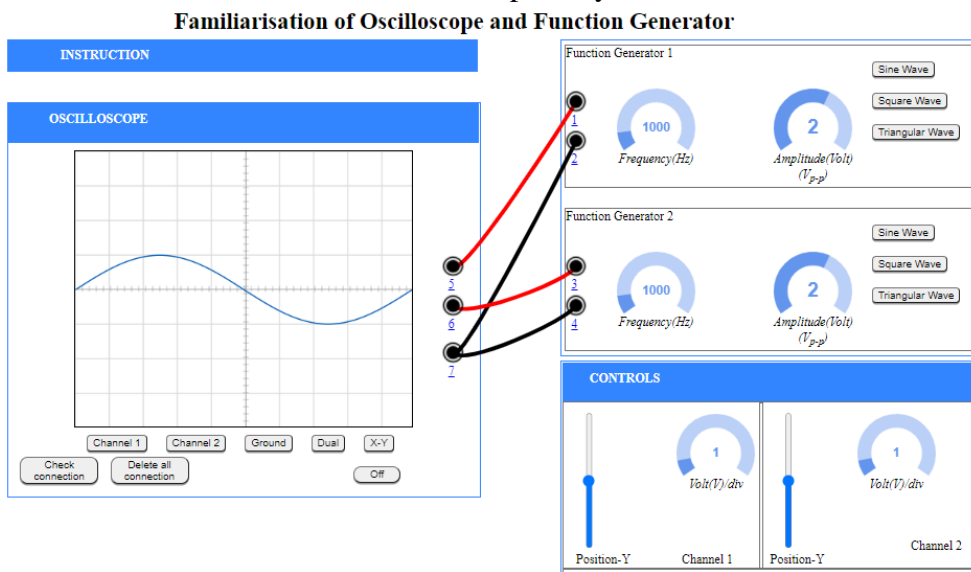 Familiarisation of Oscilloscope and Function Generator
INSTRUCTION
OSCILLOSCOPE
Channel 1
Channel 2
Ground
Dual
X-Y
Check connection
Delete all connection
Off
5
6
7
Function Generator 1
1
2
1000
Frequency(Hz)
2
Amplitude(Volt)
(Vp-p)
Sine Wave
Square Wave
Triangular Wave
Function Generator 2
3
4
1000
Frequency(Hz)
2
Amplitude(Volt)
(Vp-p)
Sine Wave
Square Wave
Triangular Wave
CONTROLS
1
Volt(V)/div
Position-Y
Channel 1
1
Volt(V)/div
Position-Y
Channel 2